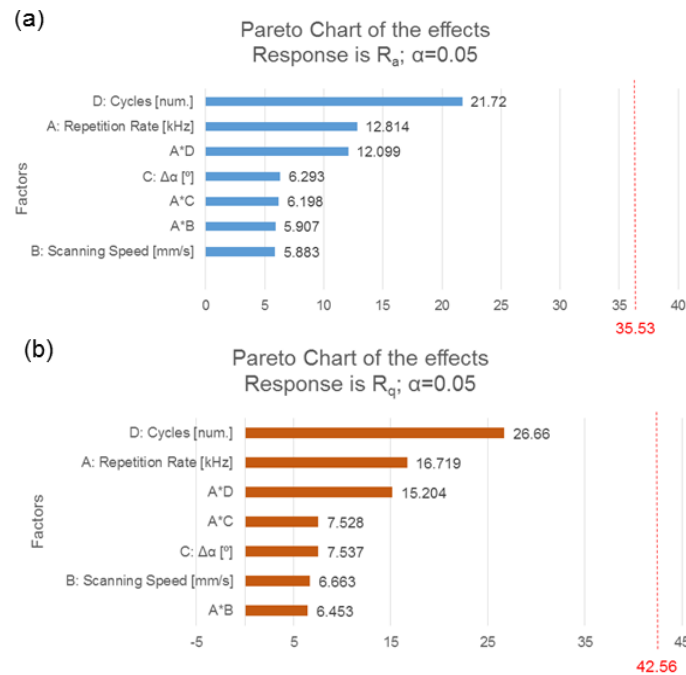 (a)
Pareto Chart of the effects
Response is Ra; α=0.05
Factors
D: Cycles [num.] 21.72
A: Repetition Rate [kHz] 12.814
A*D 12.099
C: Δα [º] 6.293
A*C 6.198
A*B 5.907
B: Scanning Speed [mm/s] 5.883
0 5 10 15 20 25 30 35 40
35.53
(b)
Pareto Chart of the effects
Response is Rq; α=0.05
Factors
D: Cycles [num.] 26.66
A: Repetition Rate [kHz] 16.719
A*D 15.204
A*C 7.528
C: Δα [º] 7.537
B: Scanning Speed [mm/s] 6.663
A*B 6.453
-5 5 15 25 35 45
42.56